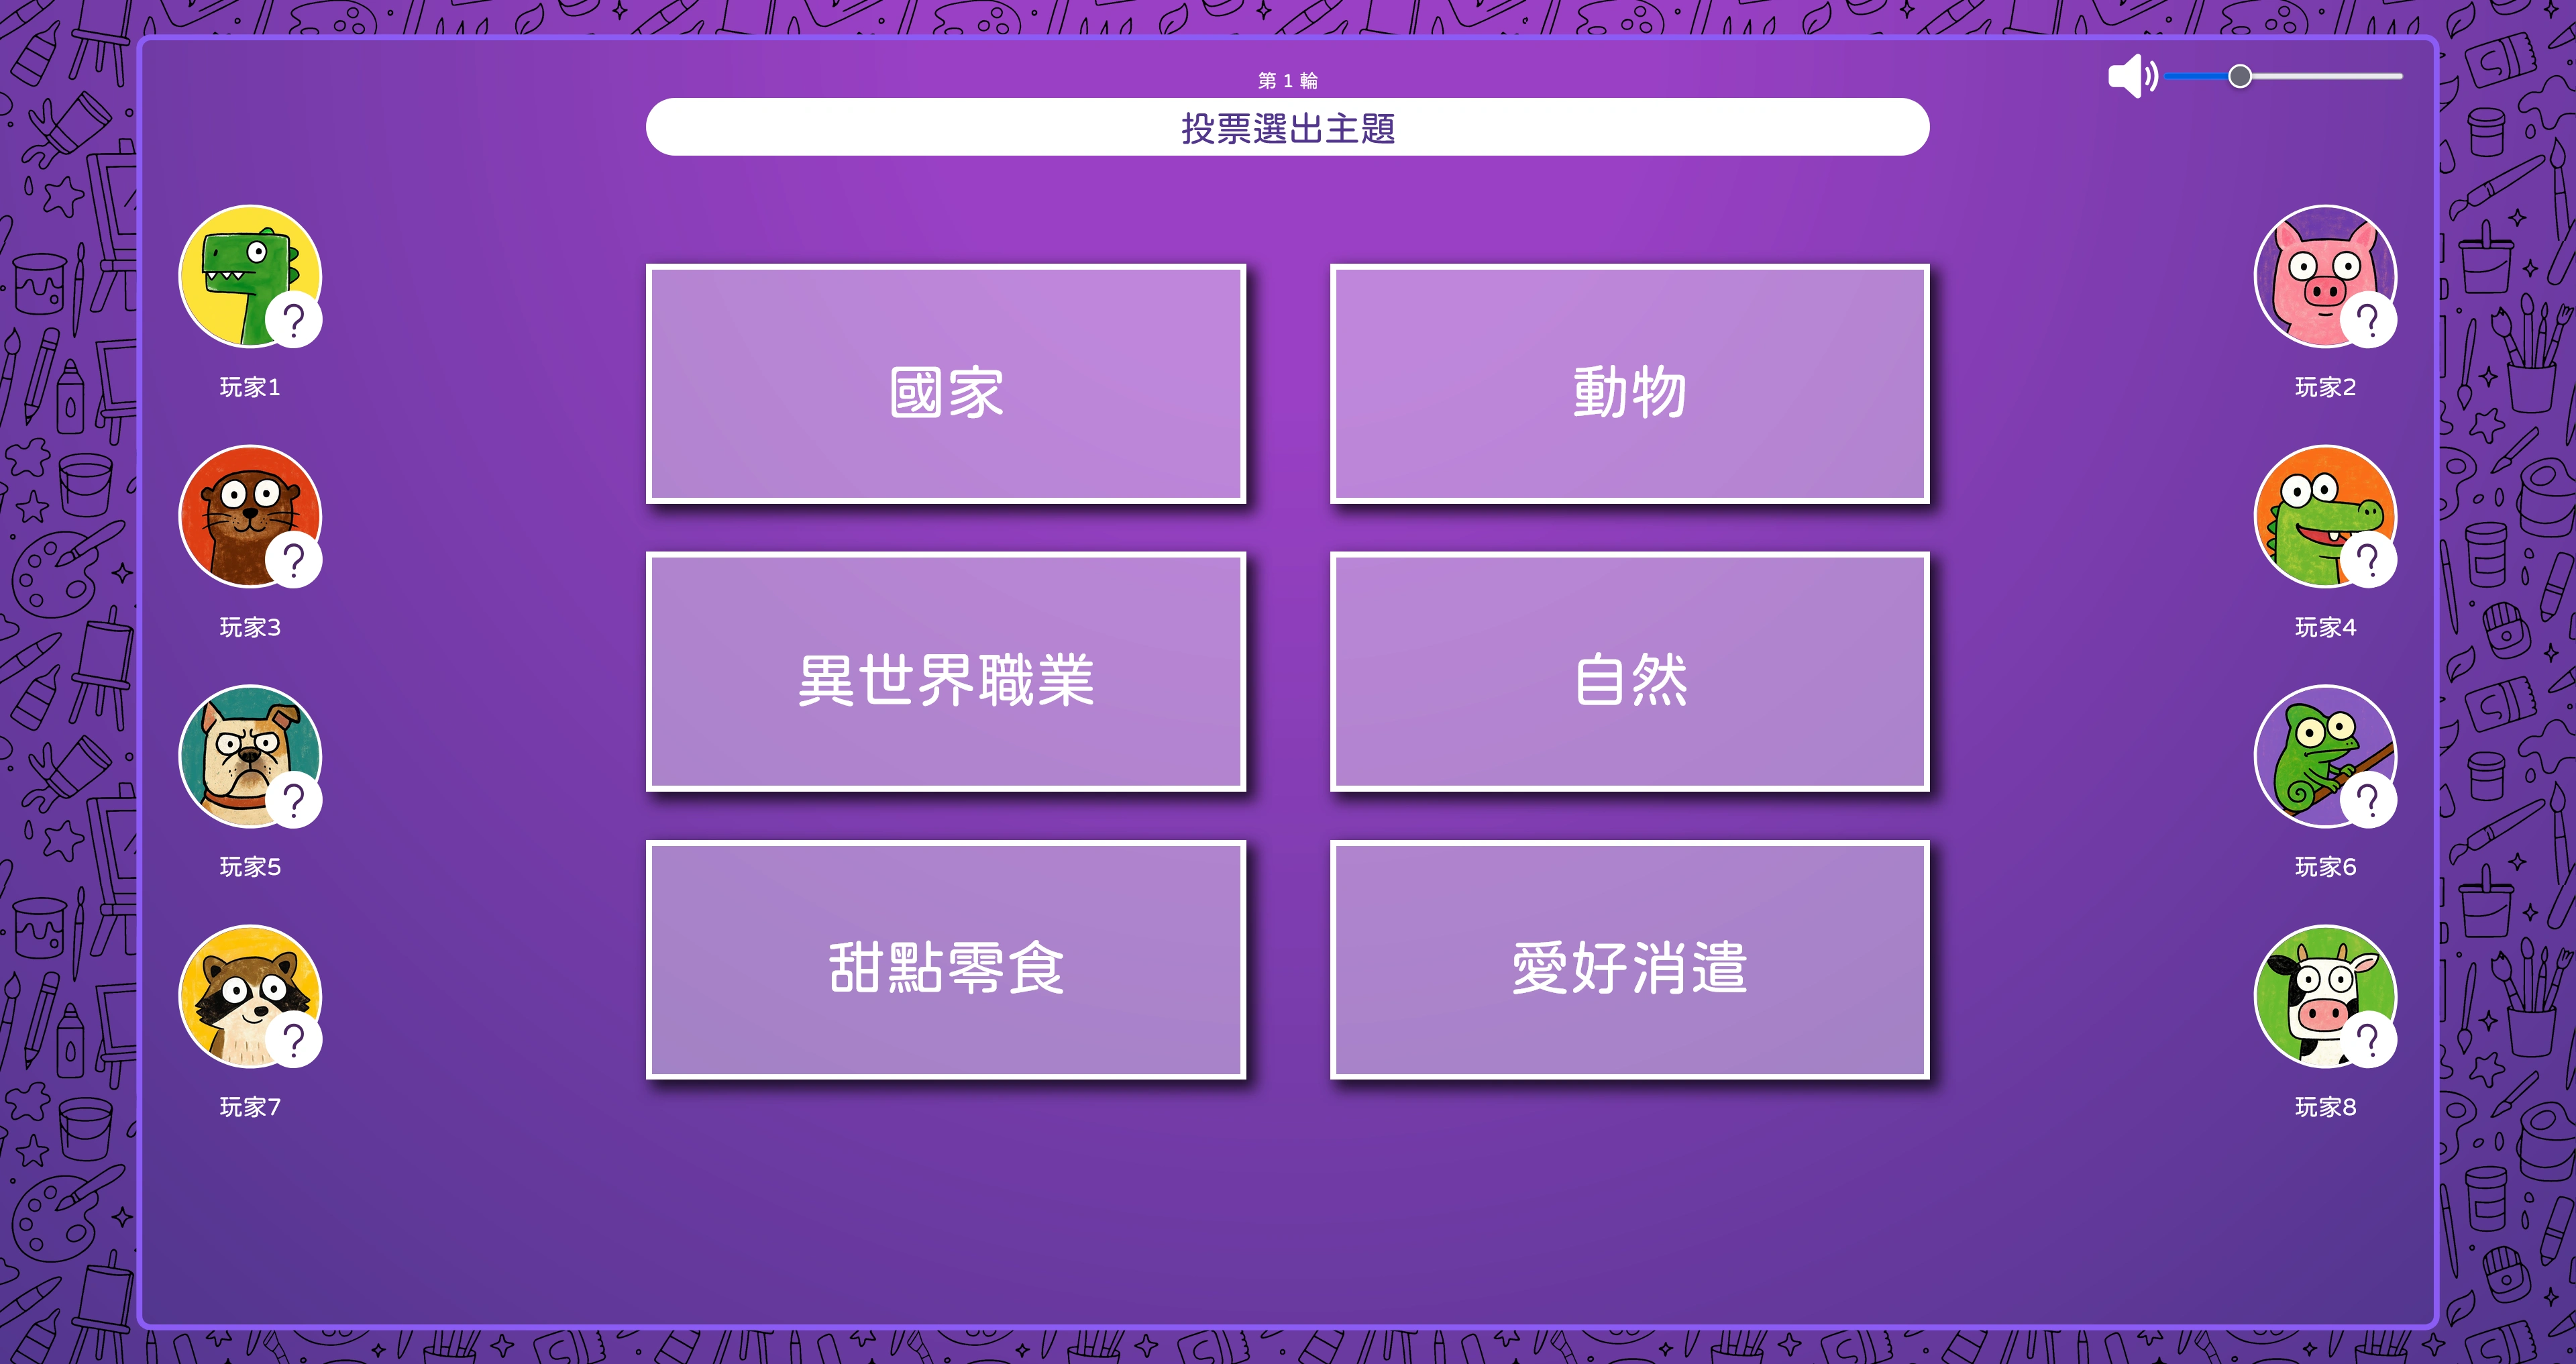 第 1 輪
投票選出主題
玩家1
玩家2
國家
動物
玩家3
玩家4
異世界職業
自然
玩家5
玩家6
甜點零食
愛好消遣
玩家7
玩家8
?
?
?
?
?
?
?
?